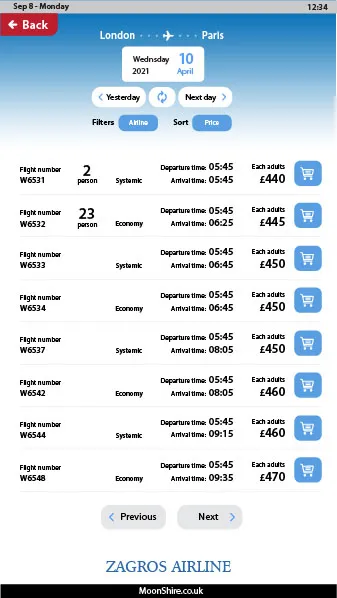 Sep 8 - Monday 12:34
Back
London Paris
Wednsday 10
2021 April
Yesterday Next day
Filters Airline Sort Price
Flight number 2 Departure time: 05:45 Each adults
W6531 person Systemic Arrival time: 05:45 £440
Flight number 23 Departure time: 05:45 Each adults
W6532 person Economy Arrival time: 06:25 £445
Flight number Departure time: 05:45 Each adults
W6533 Systemic Arrival time: 06:45 £450
Flight number Departure time: 05:45 Each adults
W6534 Economy Arrival time: 06:45 £450
Flight number Departure time: 05:45 Each adults
W6537 Systemic Arrival time: 08:05 £450
Flight number Departure time: 05:45 Each adults
W6542 Economy Arrival time: 08:05 £460
Flight number Departure time: 05:45 Each adults
W6544 Systemic Arrival time: 09:15 £460
Flight number Departure time: 05:45 Each adults
W6548 Economy Arrival time: 09:35 £470
Previous Next
ZAGROS AIRLINE
MoonShire.co.uk